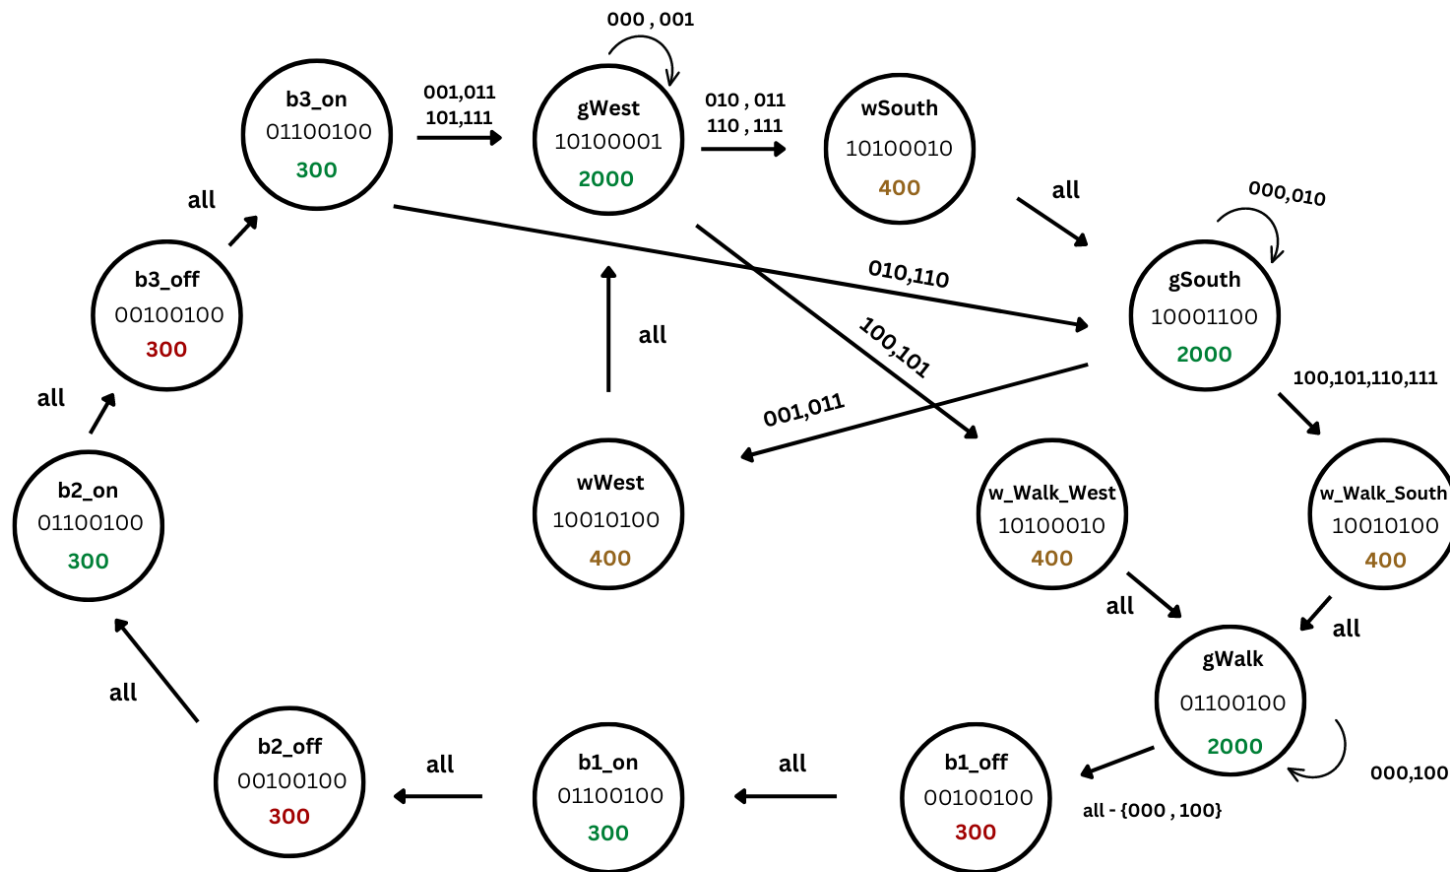 000 , 001
b3_on
01100100
300
001,011
101,111
gWest
10100001
2000
010 , 011
110 , 111
wSouth
10100010
400
all
all
000,010
b3_off
00100100
300
010,110
gSouth
10001100
2000
all
100,101
100,101,110,111
all
001,011
b2_on
01100100
300
wWest
10010100
400
w_Walk_West
10100010
400
w_Walk_South
10010100
400
all
all
all
gWalk
01100100
2000
000,100
b2_off
00100100
300
all
b1_on
01100100
300
all
b1_off
00100100
300
all - {000 , 100}